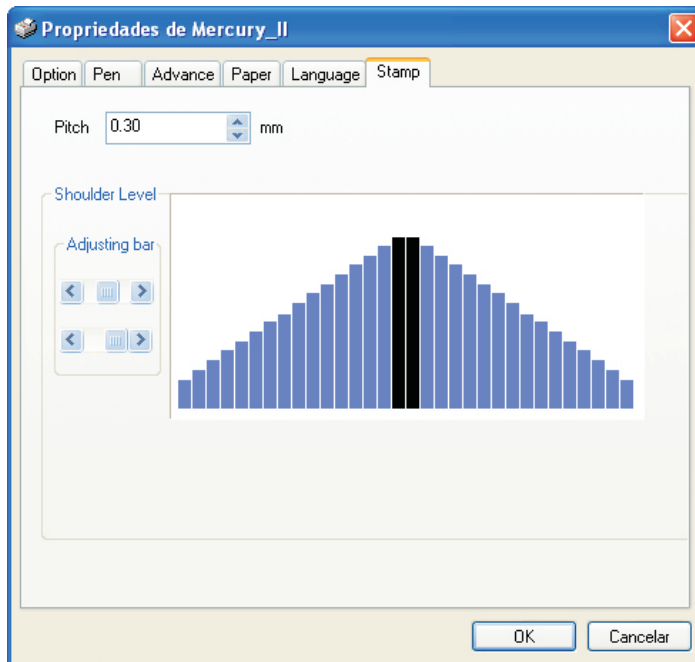 Propriedades de Mercury_II
Option Pen Advance Paper Language Stamp
Pitch 0.30 mm
Shoulder Level
Adjusting bar
OK Cancelar